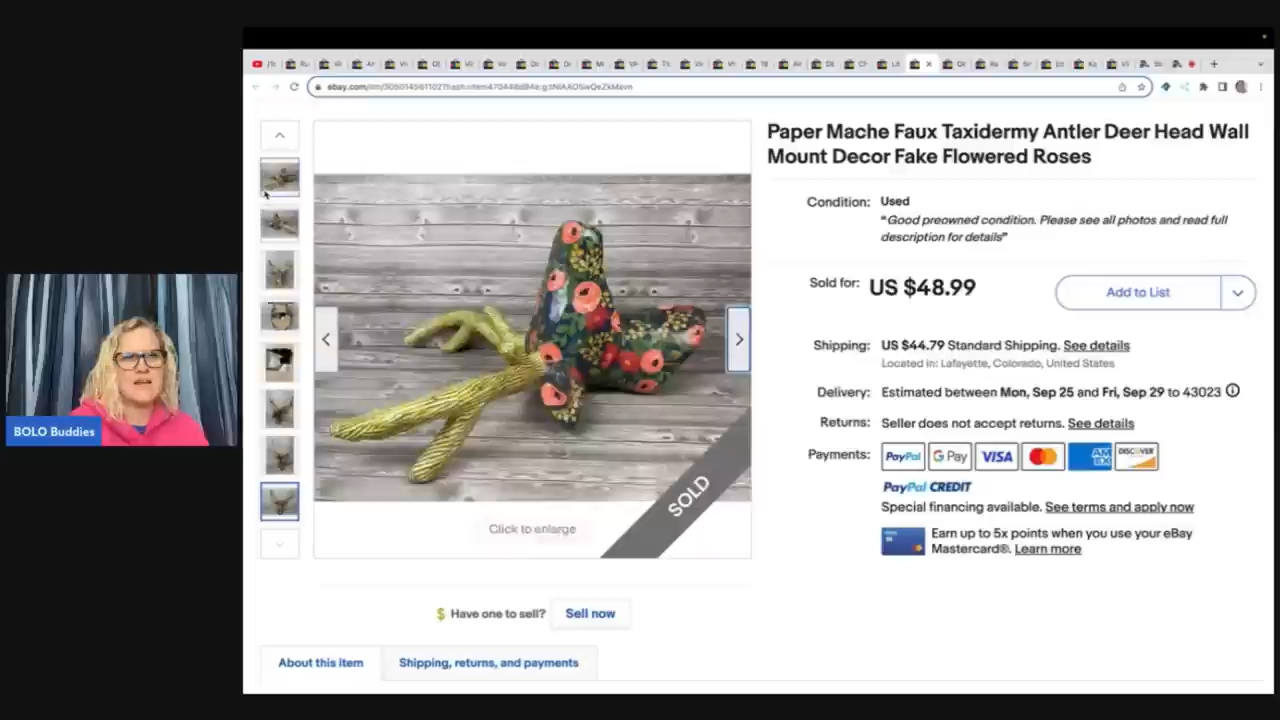 Paper Mache Faux Taxidermy Antler Deer Head Wall
Mount Decor Fake Flowered Roses
Condition: Used
“Good preowned condition. Please see all photos and read full
description for details”
Sold for: US $48.99
Add to List
Shipping: US $44.79 Standard Shipping. See details
Located in: Lafayette, Colorado, United States
Delivery: Estimated between Mon, Sep 25 and Fri, Sep 29 to 43023
Returns: Seller does not accept returns. See details
Payments: PayPal G Pay VISA AM EX DISCOVER
PayPal CREDIT
Special financing available. See terms and apply now
Earn up to 5x points when you use your eBay
Mastercard®. Learn more
SOLD
Click to enlarge
BOLO Buddies
$ Have one to sell? Sell now
About this item
Shipping, returns, and payments